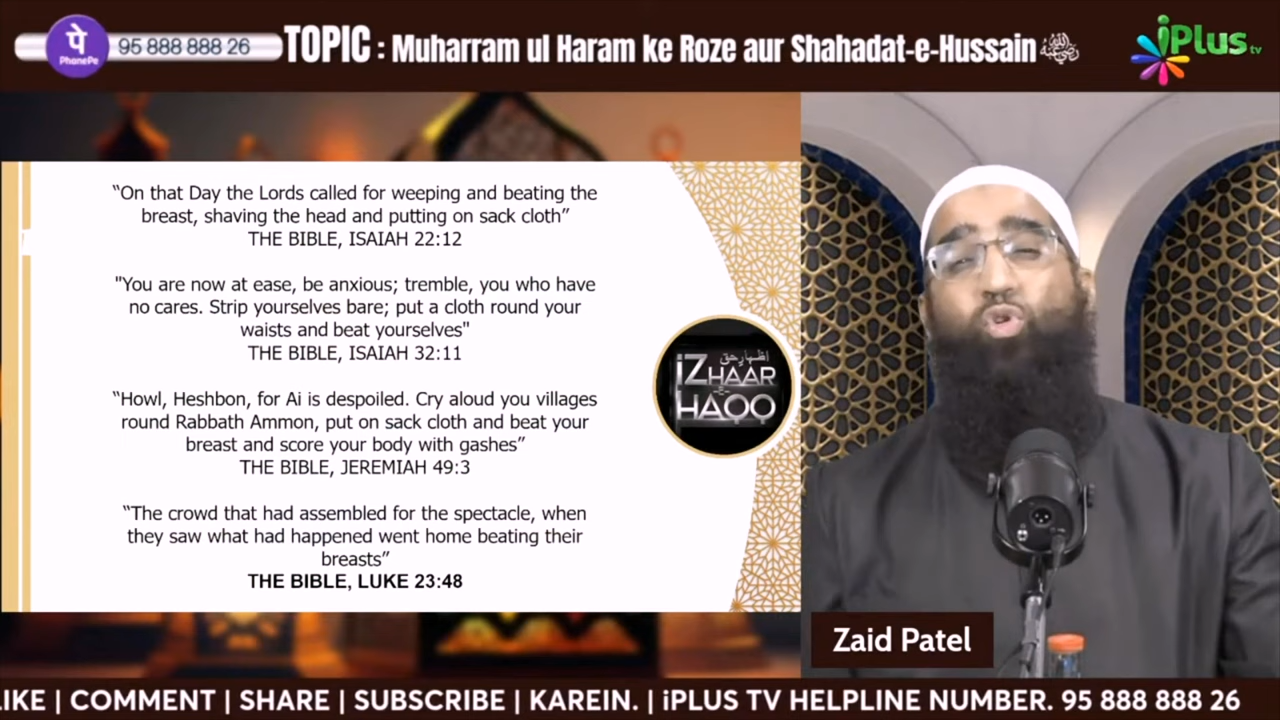 पे
PhonePe
95 888 888 26
TOPIC : Muharram ul Haram ke Roze aur Shahadat-e-Hussain
iPlus tv
“On that Day the Lords called for weeping and beating the
breast, shaving the head and putting on sack cloth”
THE BIBLE, ISAIAH 22:12
"You are now at ease, be anxious; tremble, you who have
no cares. Strip yourselves bare; put a cloth round your
waists and beat yourselves"
THE BIBLE, ISAIAH 32:11
“Howl, Heshbon, for Ai is despoiled. Cry aloud you villages
round Rabbath Ammon, put on sack cloth and beat your
breast and score your body with gashes”
THE BIBLE, JEREMIAH 49:3
“The crowd that had assembled for the spectacle, when
they saw what had happened went home beating their
breasts”
THE BIBLE, LUKE 23:48
اظهار حق
iZHAAR
-e-
HAQQ
Zaid Patel
LIKE | COMMENT | SHARE | SUBSCRIBE | KAREIN. | iPLUS TV HELPLINE NUMBER. 95 888 888 26